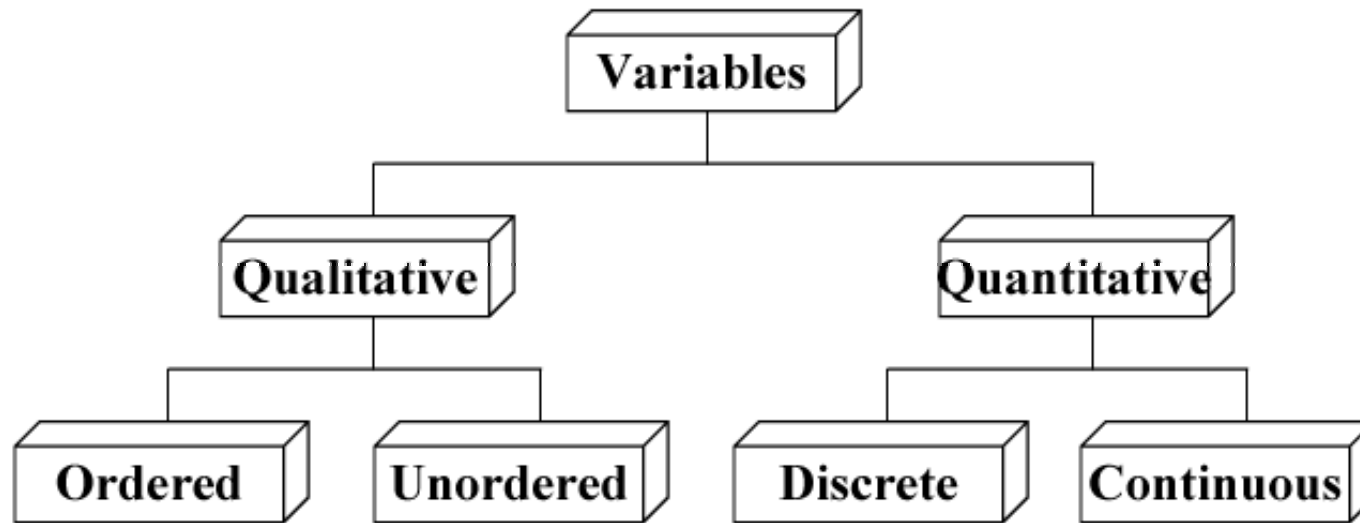 Variables
Qualitative
Quantitative
Ordered
Unordered
Discrete
Continuous